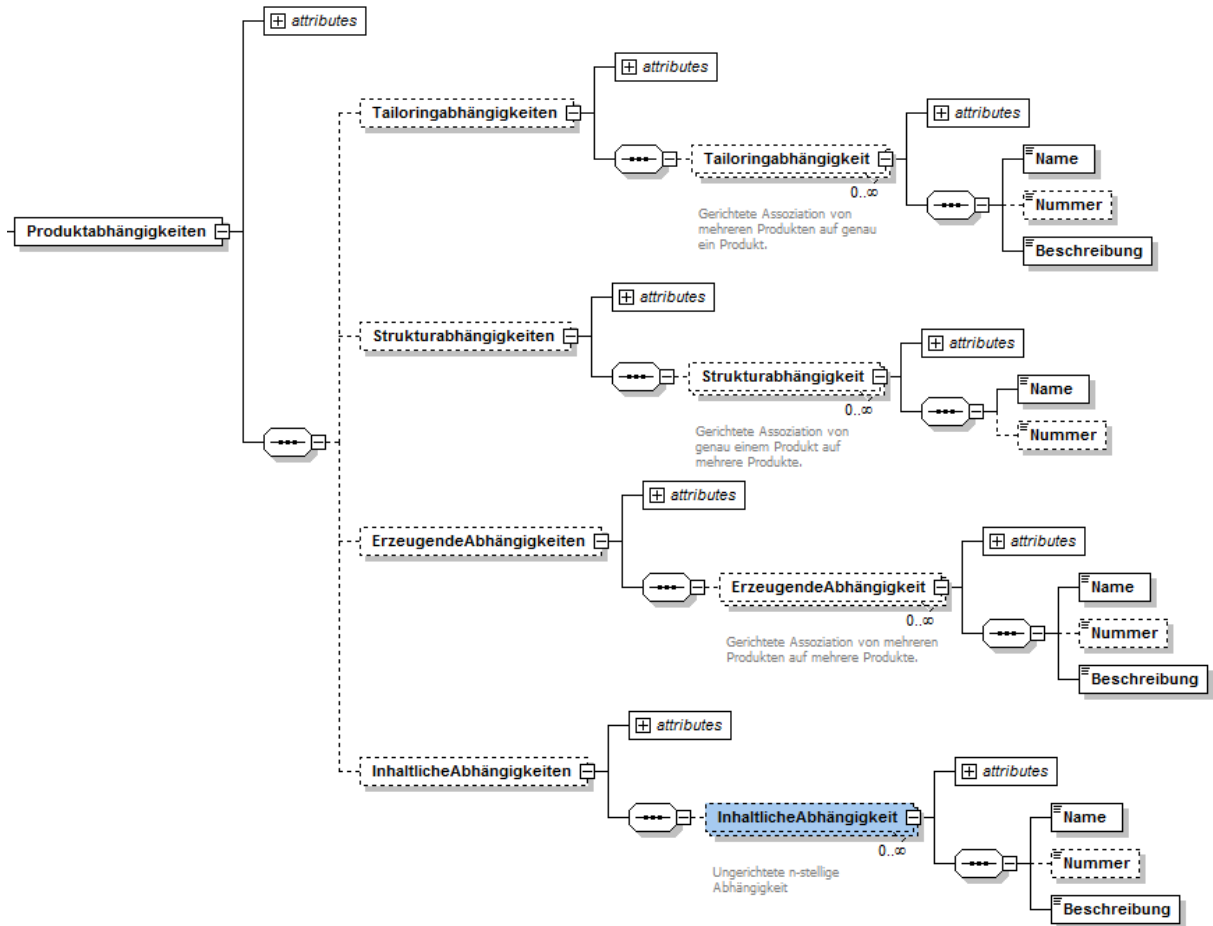 attributes
attributes
Tailoringabhängigkeiten
attributes
Tailoringabhängigkeit
0..∞
Name
Gerichtete Assoziation von
mehreren Produkten auf genau
ein Produkt.
Nummer
Beschreibung
Produktabhängigkeiten
attributes
Strukturabhängigkeiten
attributes
Strukturabhängigkeit
0..∞
Name
Gerichtete Assoziation von
genau einem Produkt auf
mehrere Produkte.
Nummer
attributes
ErzeugendeAbhängigkeiten
attributes
ErzeugendeAbhängigkeit
0..∞
Name
Gerichtete Assoziation von mehreren
Produkten auf mehrere Produkte.
Nummer
Beschreibung
attributes
InhaltlicheAbhängigkeiten
attributes
InhaltlicheAbhängigkeit
0..∞
Name
Ungerichtete n-stellige
Abhängigkeit
Nummer
Beschreibung